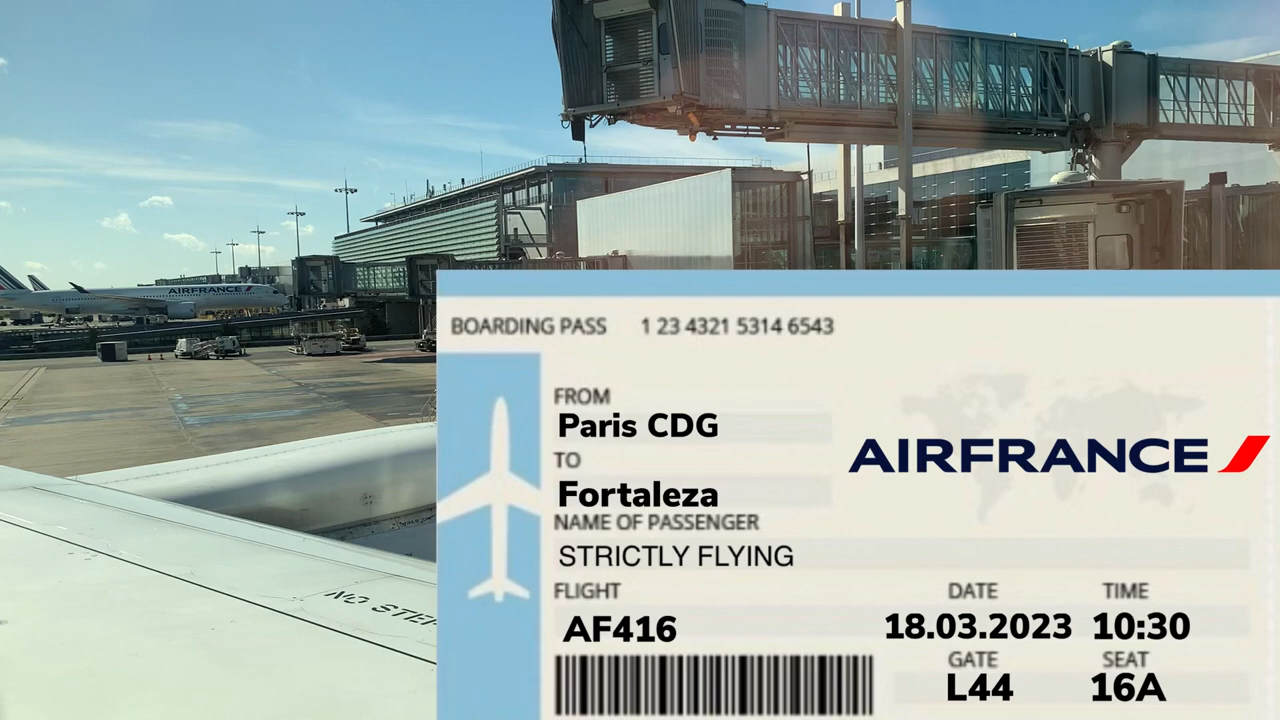 AIRFRANCE
NO STEP
BOARDING PASS 1 23 4321 5314 6543
FROM
Paris CDG
TO
Fortaleza
AIRFRANCE
NAME OF PASSENGER
STRICTLY FLYING
FLIGHT DATE TIME
AF416 18.03.2023 10:30
GATE SEAT
L44 16A